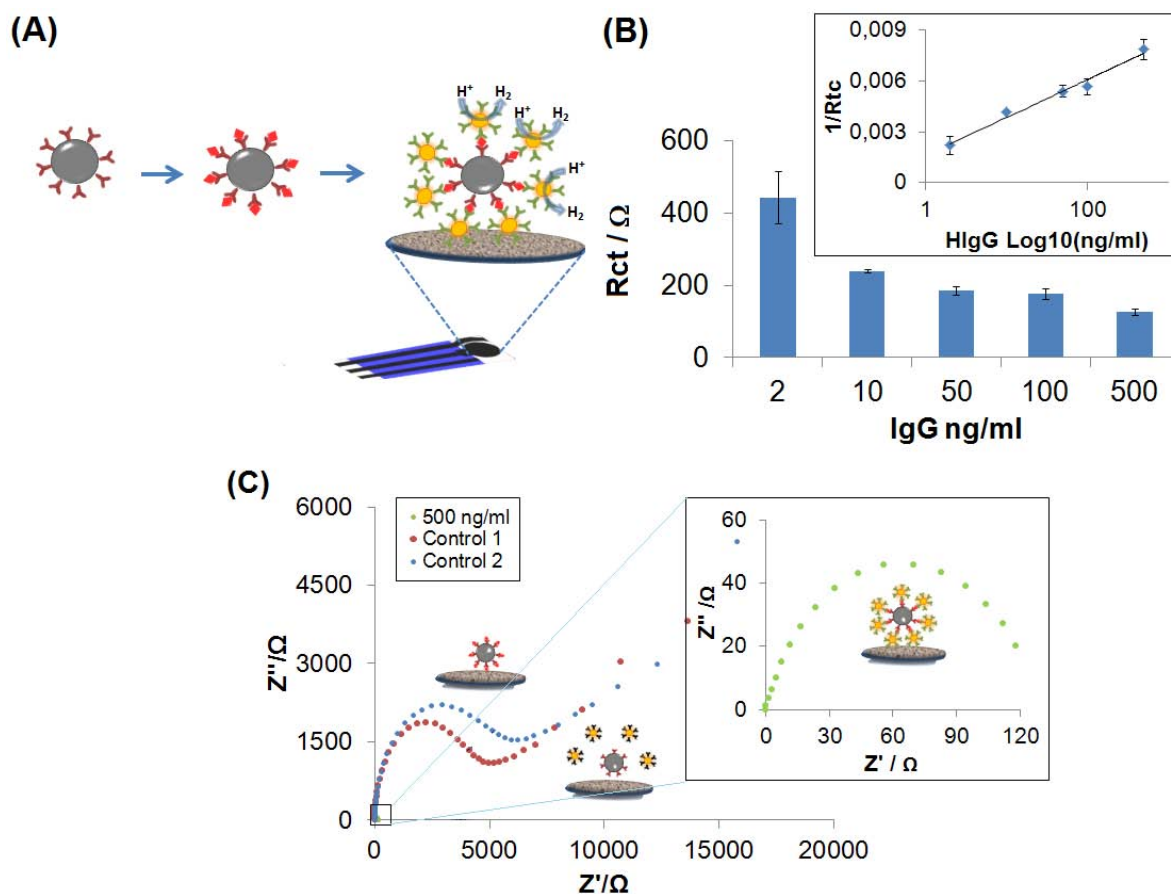 (A)
H⁺ H₂
H⁺ H₂
H⁺
H₂
(B)
0,009
0,006
0,003
0
1/Rtc
1 100
HIgG Log10(ng/ml)
600
400
200
0
Rct / Ω
2 10 50 100 500
IgG ng/ml
(C)
6000
4500
3000
1500
0
Z''/Ω
500 ng/ml
Control 1
Control 2
0 5000 10000 15000 20000
Z'/Ω
60
40
20
0
Z'' /Ω
0 30 60 90 120
Z' / Ω